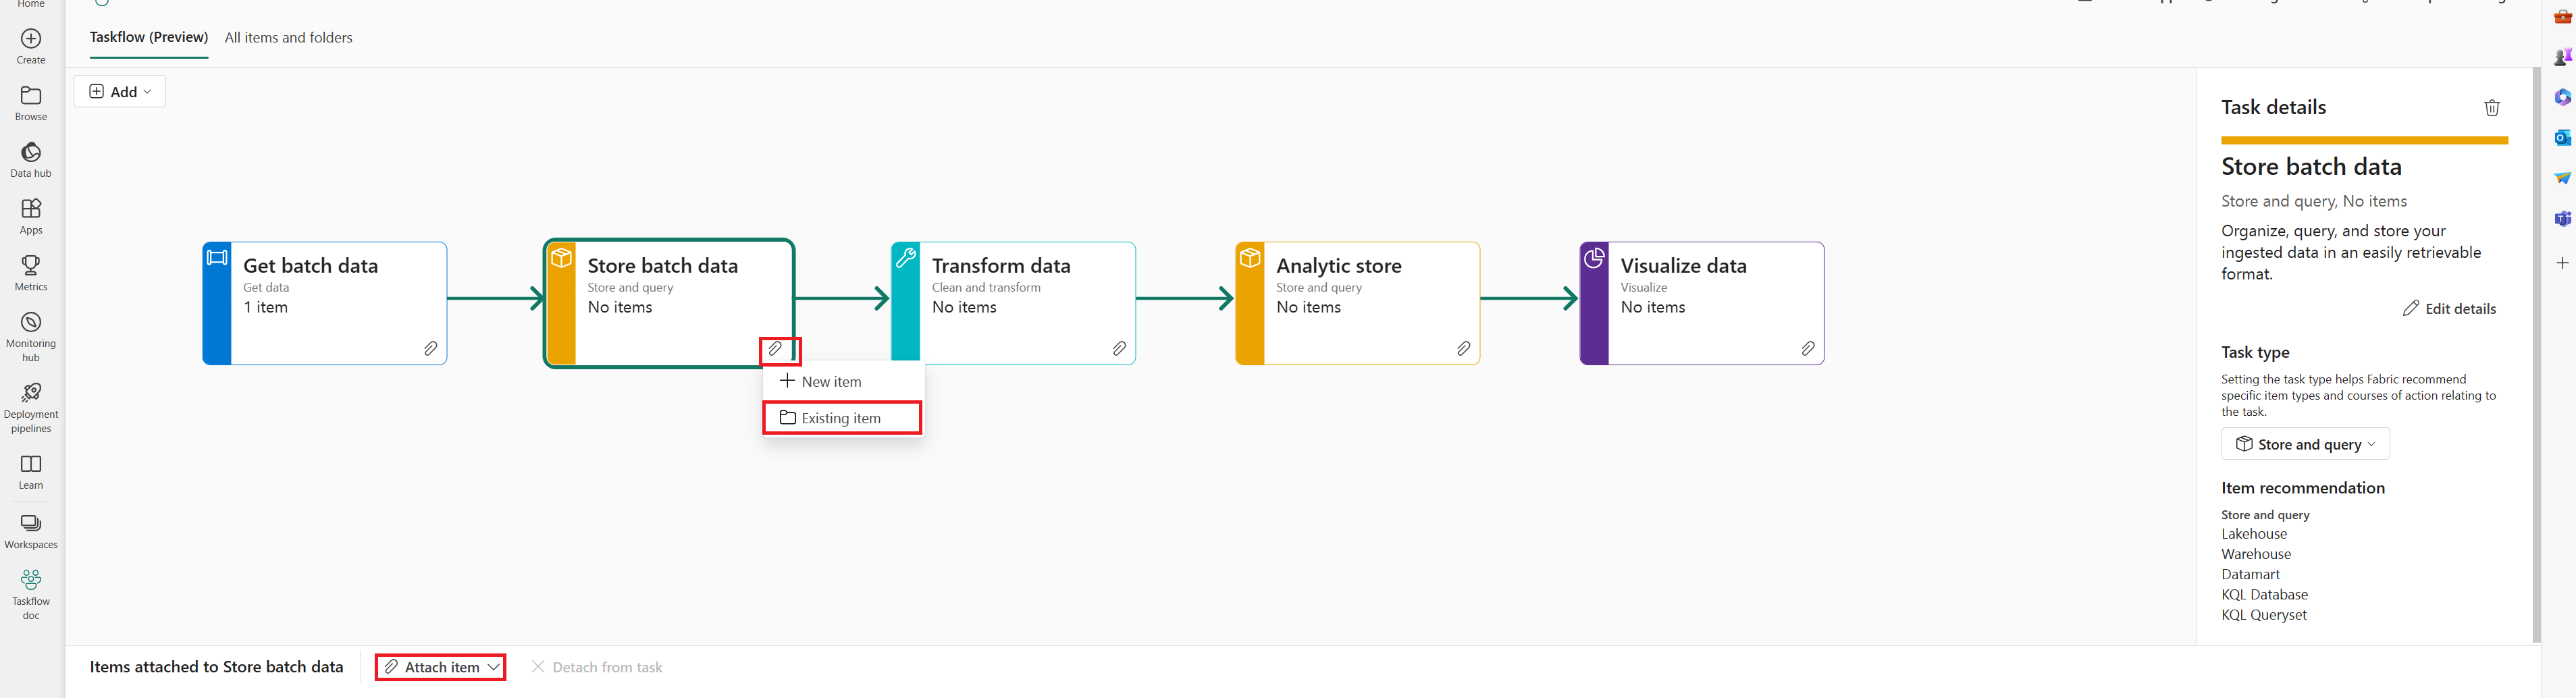 Home
Create
Browse
Data hub
Apps
Metrics
Monitoring
hub
Deployment
pipelines
Learn
Workspaces
Taskflow
doc
Taskflow (Preview)
All items and folders
Add
Get batch data
Get data
1 item
Store batch data
Store and query
No items
New item
Existing item
Transform data
Clean and transform
No items
Analytic store
Store and query
No items
Visualize data
Visualize
No items
Items attached to Store batch data
Attach item
Detach from task
Task details
Store batch data
Store and query, No items
Organize, query, and store your
ingested data in an easily retrievable
format.
Edit details
Task type
Setting the task type helps Fabric recommend
specific item types and courses of action relating to
the task.
Store and query
Item recommendation
Store and query
Lakehouse
Warehouse
Datamart
KQL Database
KQL Queryset